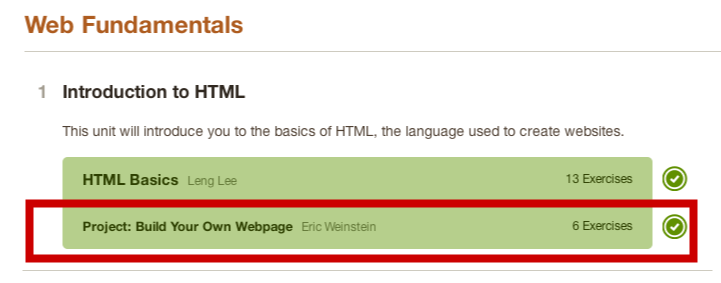 Web Fundamentals
1 Introduction to HTML
This unit will introduce you to the basics of HTML, the language used to create websites.
HTML Basics Leng Lee 13 Exercises
Project: Build Your Own Webpage Eric Weinstein 6 Exercises